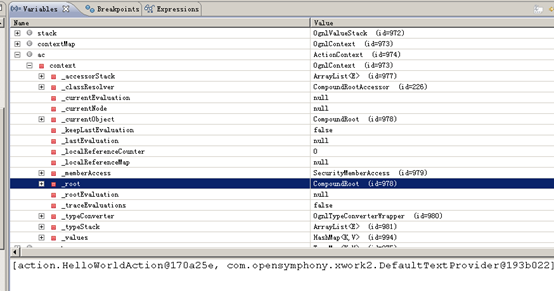 Variables Breakpoints Expressions
Name Value
stack OgnlValueStack (id=972)
contextMap OgnlContext (id=973)
ac ActionContext (id=974)
context OgnlContext (id=973)
_accessorStack ArrayList<E> (id=977)
_classResolver CompoundRootAccessor (id=226)
_currentEvaluation null
_currentNode null
_currentObject CompoundRoot (id=978)
_keepLastEvaluation false
_lastEvaluation null
_localReferenceCounter 0
_localReferenceMap null
_memberAccess SecurityMemberAccess (id=979)
_root CompoundRoot (id=978)
_rootEvaluation null
_traceEvaluations false
_typeConverter OgnlTypeConverterWrapper (id=980)
_typeStack ArrayList<E> (id=981)
_values HashMap<K,V> (id=994)
[action.HelloWorldAction@170a25e, com.opensymphony.xwork2.DefaultTextProvider@193b022]